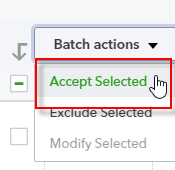 Batch actions
Accept Selected
Exclude Selected
Modify Selected